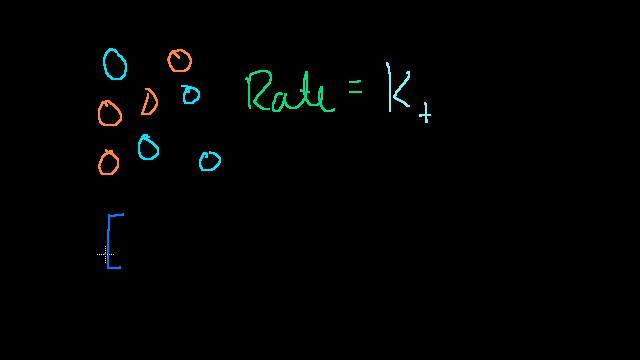 Rate = K+
[